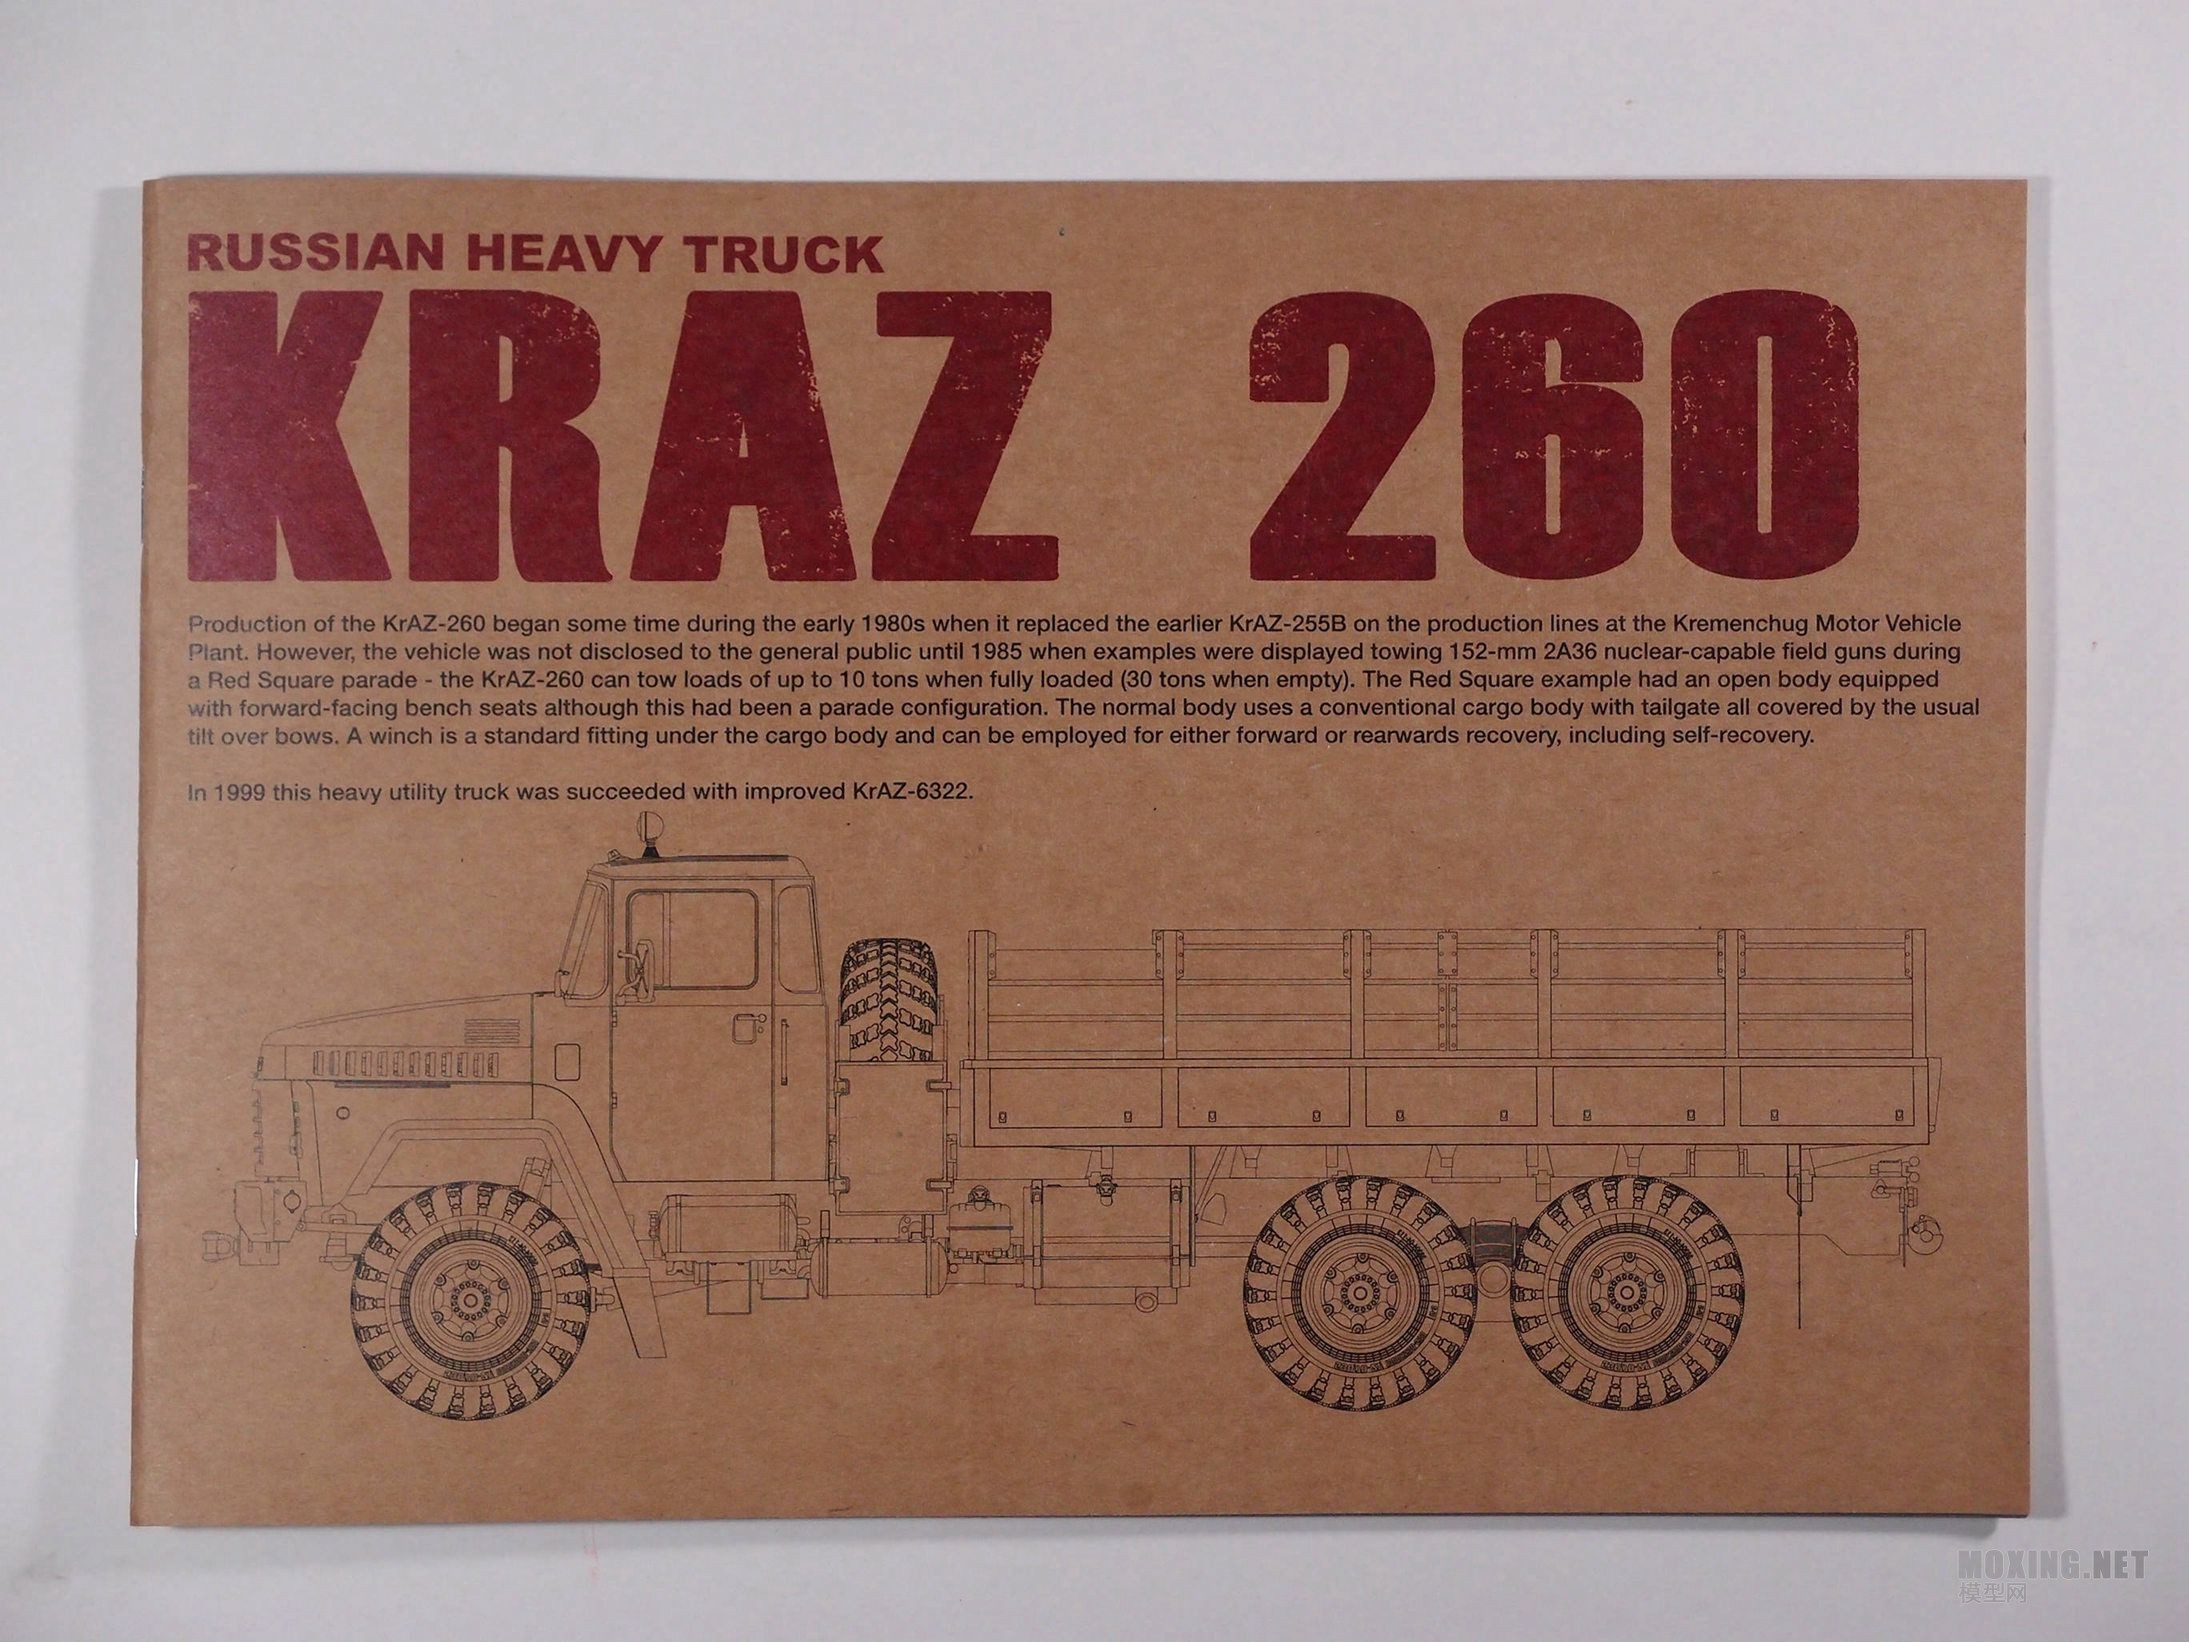 RUSSIAN HEAVY TRUCK
KRAZ 260
Production of the KrAZ-260 began some time during the early 1980s when it replaced the earlier KrAZ-255B on the production lines at the Kremenchug Motor Vehicle
Plant. However, the vehicle was not disclosed to the general public until 1985 when examples were displayed towing 152-mm 2A36 nuclear-capable field guns during
a Red Square parade - the KrAZ-260 can tow loads of up to 10 tons when fully loaded (30 tons when empty). The Red Square example had an open body equipped
with forward-facing bench seats although this had been a parade configuration. The normal body uses a conventional cargo body with tailgate all covered by the usual
tilt over bows. A winch is a standard fitting under the cargo body and can be employed for either forward or rearwards recovery, including self-recovery.
In 1999 this heavy utility truck was succeeded with improved KrAZ-6322.
MOXING.NET
模型网